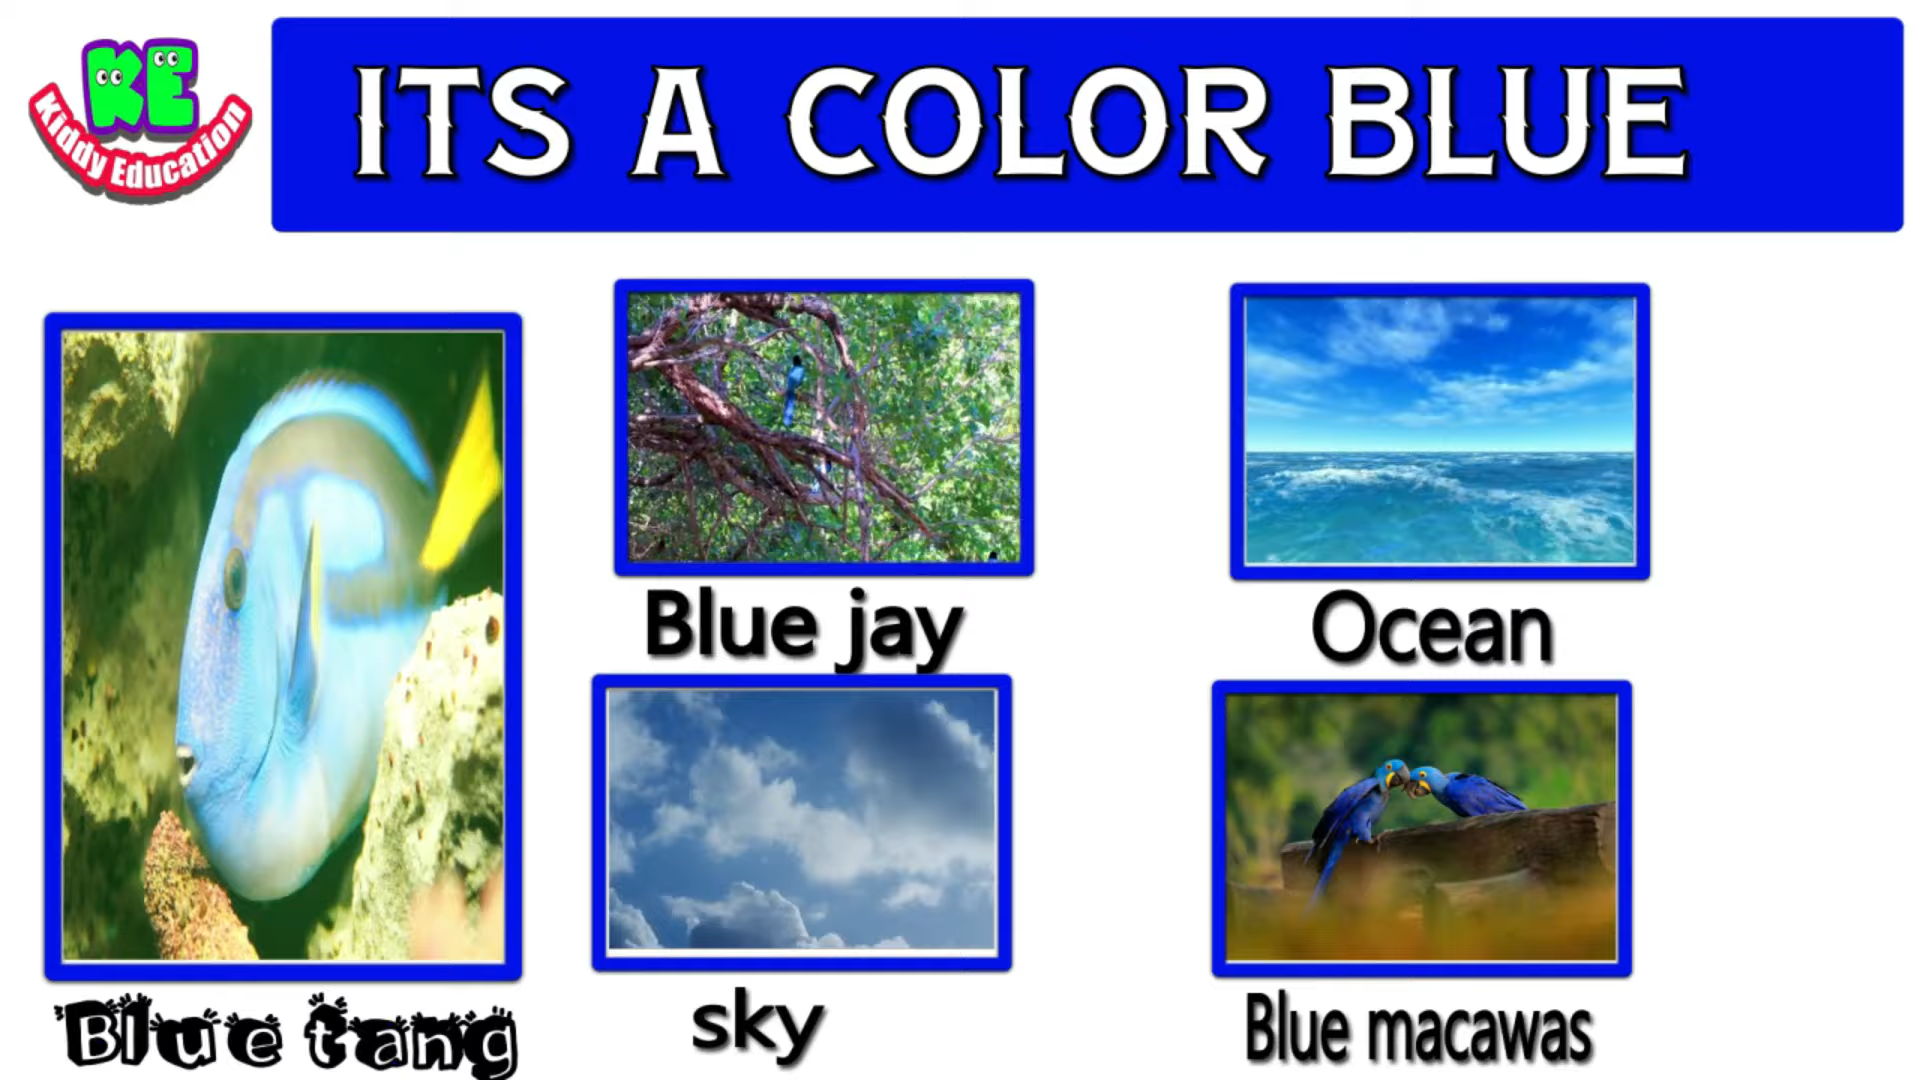 KE
Kiddy Education
ITS A COLOR BLUE
Blue jay
Ocean
Blue tang
sky
Blue macawas